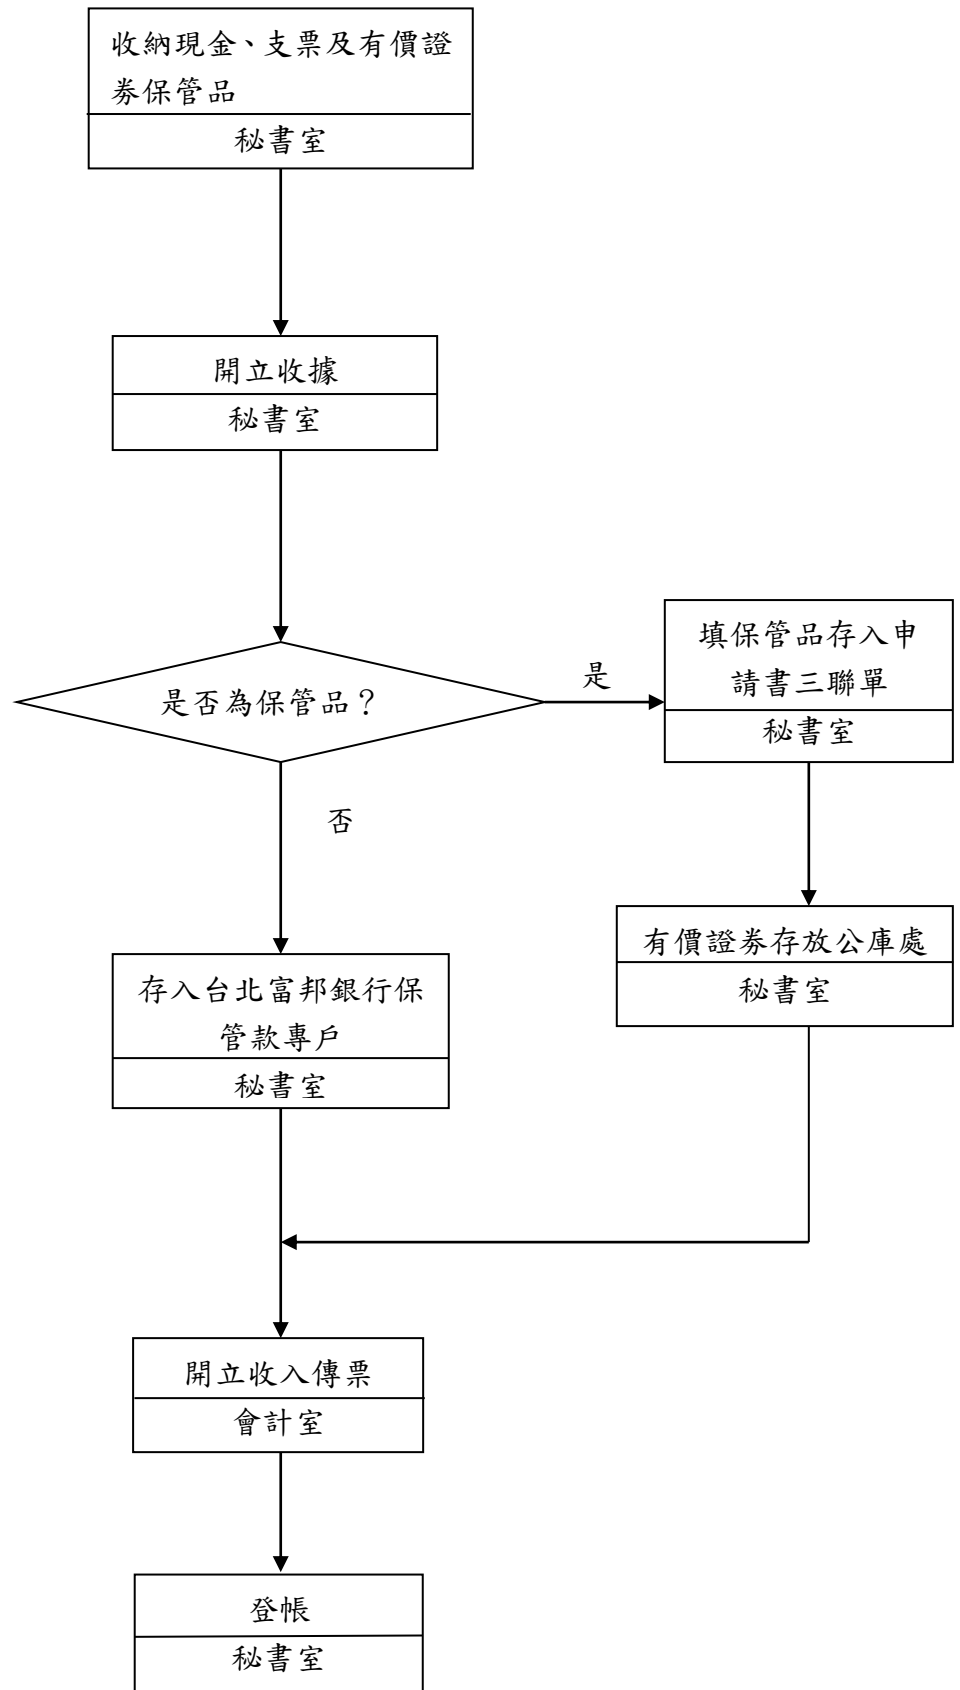 收納現金、支票及有價證
券保管品
秘書室
開立收據
秘書室
是否為保管品？
是
填保管品存入申
請書三聯單
秘書室
否
有價證券存放公庫處
秘書室
存入台北富邦銀行保
管款專戶
秘書室
開立收入傳票
會計室
登帳
秘書室